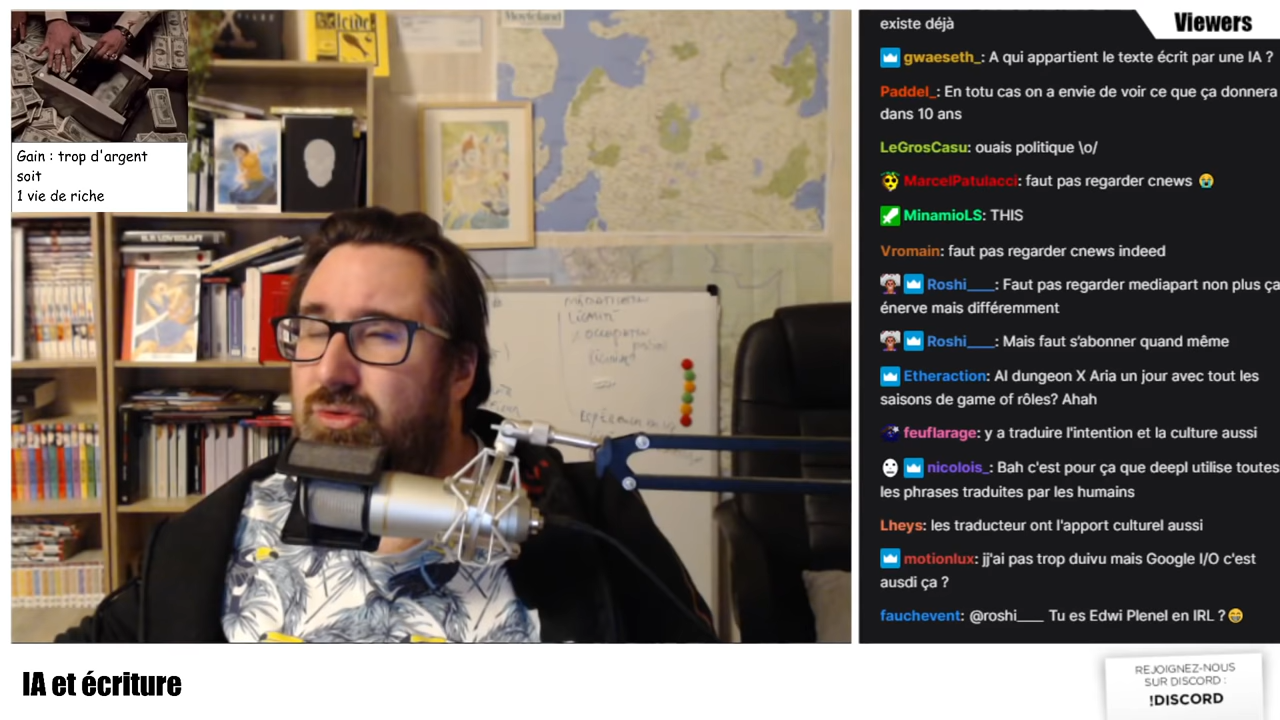 Gain : trop d'argent
soit
1 vie de riche
Viewers
existe déjà
gwaeseth_: A qui appartient le texte écrit par une IA ?
Paddel_: En totu cas on a envie de voir ce que ça donnera
dans 10 ans
LeGrosCasu: ouais politique \o/
MarcelPatulacci: faut pas regarder cnews 😭
MinamioLS: THIS
Vromain: faut pas regarder cnews indeed
Roshi____: Faut pas regarder mediapart non plus ça
énerve mais différemment
Roshi____: Mais faut s'abonner quand même
Etheraction: AI dungeon X Aria un jour avec tout les
saisons de game of rôles? Ahah
feuflarage: y a traduire l'intention et la culture aussi
nicolois_: Bah c'est pour ça que deepl utilise toutes
les phrases traduites par les humains
Lheys: les traducteur ont l'apport culturel aussi
motionlux: jj'ai pas trop duivu mais Google I/O c'est
ausdi ça ?
fauchevent: @roshi____ Tu es Edwi Plenel en IRL ?😁
IA et écriture
REJOIGNEZ-NOUS
SUR DISCORD :
!DISCORD